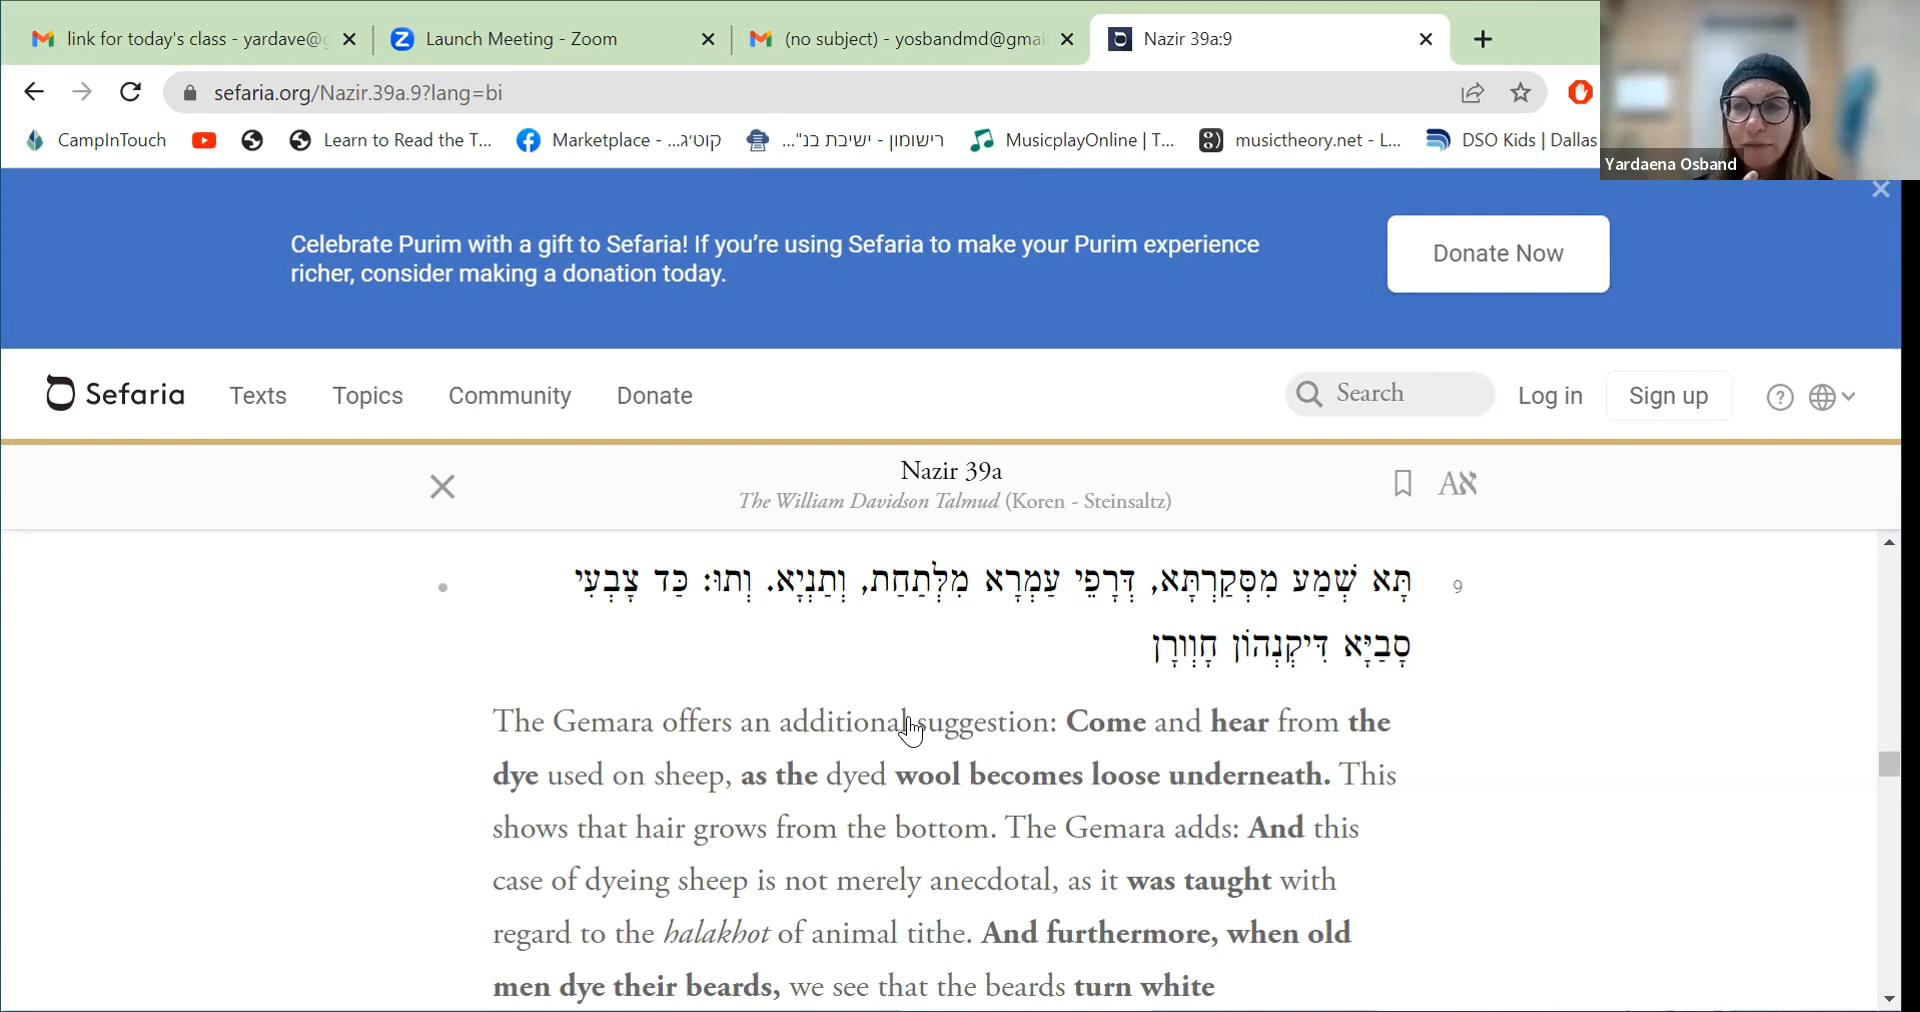 link for today's class - yardave@g
Launch Meeting - Zoom
(no subject) - yosbandmd@gmai
Nazir 39a:9
sefaria.org/Nazir.39a.9?lang=bi
CampInTouch
Learn to Read the T...
Marketplace - קוט׳ג...
רישומון - ישיבת בנ"...
MusicplayOnline | T...
musictheory.net - L...
DSO Kids | Dallas
Yardaena Osband
Celebrate Purim with a gift to Sefaria! If you're using Sefaria to make your Purim experience
richer, consider making a donation today.
Donate Now
Sefaria
Texts
Topics
Community
Donate
Search
Log in
Sign up
Nazir 39a
The William Davidson Talmud (Koren - Steinsaltz)
Aא
תָּא שְׁמַע מִסְּקַרְתָּא, דְּרָפֵי עַמְרָא מִלְּתַחַת, וְתַנְיָא. וְתוּ: כַּד צָבְעִי
9
סָבַיָּא דִּיקְנְהוֹן חָוְורָן
The Gemara offers an additional suggestion: Come and hear from the
dye used on sheep, as the dyed wool becomes loose underneath. This
shows that hair grows from the bottom. The Gemara adds: And this
case of dyeing sheep is not merely anecdotal, as it was taught with
regard to the halakhot of animal tithe. And furthermore, when old
men dye their beards, we see that the beards turn white